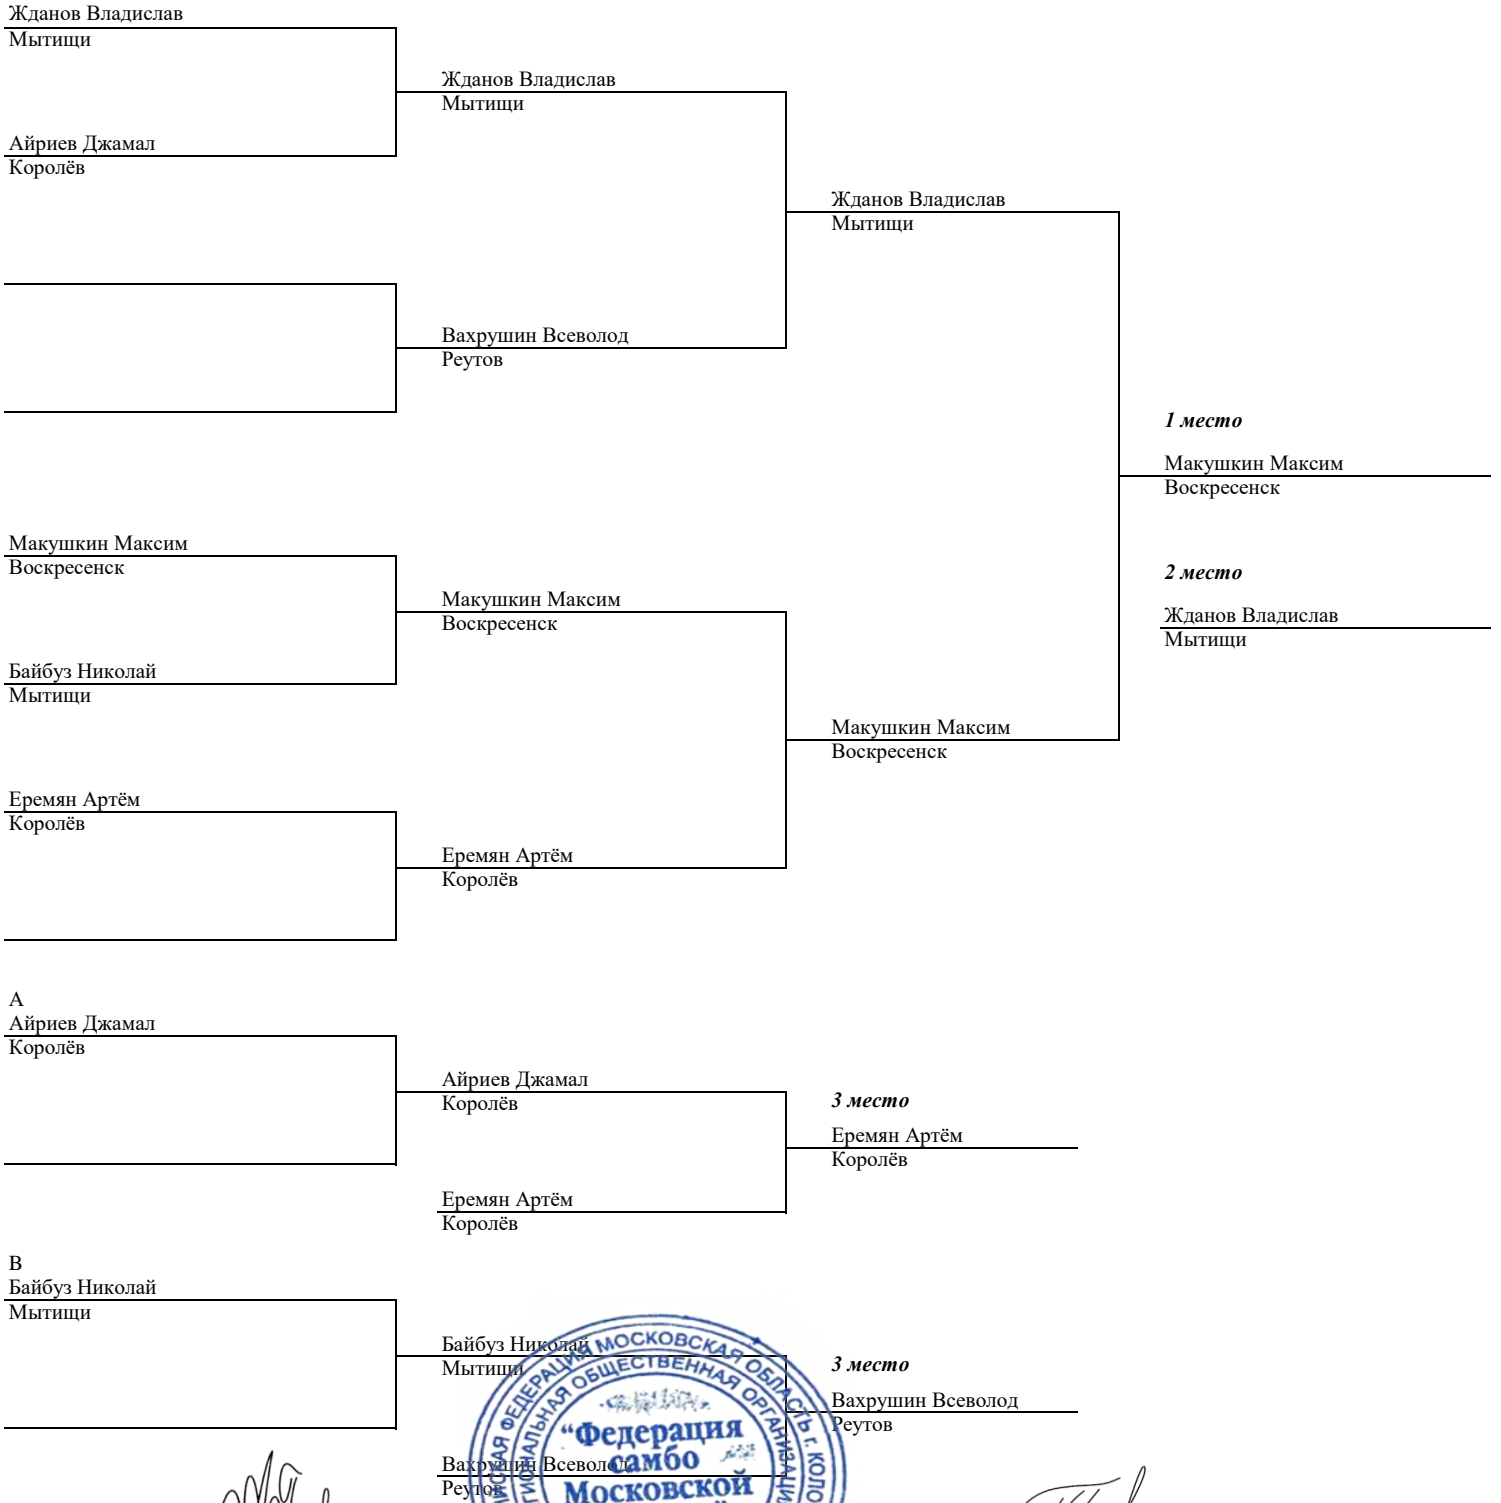 Жданов Владислав
Мытищи
Жданов Владислав
Мытищи
Айриев Джамал
Королёв
Жданов Владислав
Мытищи
Вахрушин Всеволод
Реутов
1 место
Макушкин Максим
Воскресенск
Макушкин Максим
Воскресенск
2 место
Макушкин Максим
Воскресенск
Жданов Владислав
Мытищи
Байбуз Николай
Мытищи
Макушкин Максим
Воскресенск
Еремян Артём
Королёв
Еремян Артём
Королёв
А
Айриев Джамал
Королёв
Айриев Джамал
Королёв
3 место
Еремян Артём
Королёв
Еремян Артём
Королёв
В
Байбуз Николай
Мытищи
Байбуз Николай
Мытищи
3 место
Вахрушин Всеволод
Реутов
Вахрушин Всеволод
Реутов
ФЕДЕРАЦИЯ МОСКОВСКАЯ ОБЛАСТЬ г.
ОБЩЕСТВЕННАЯ
“Федерация
самбо
Московской